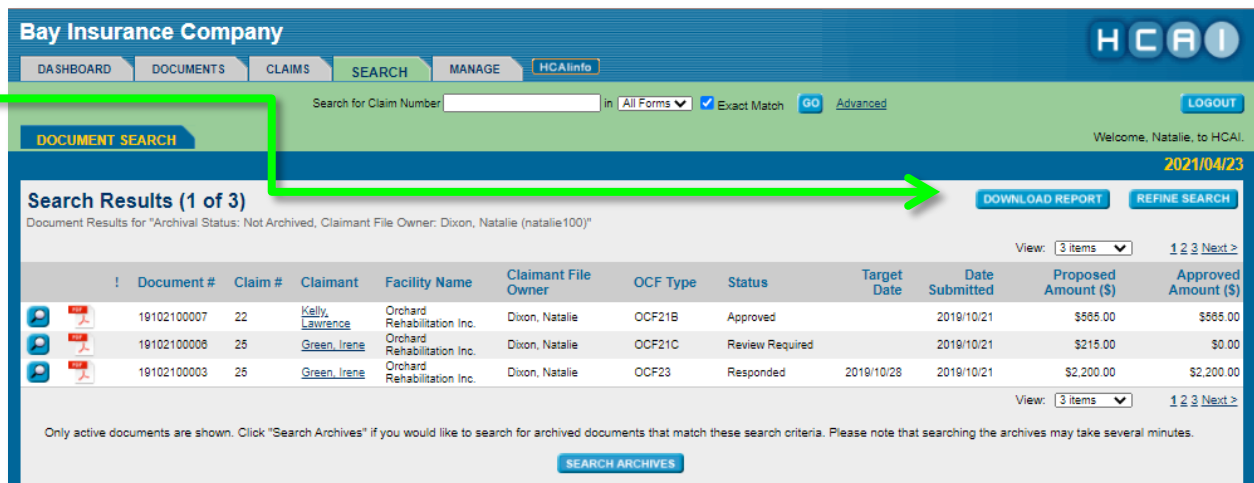 Bay Insurance Company
HCAI
DASHBOARD DOCUMENTS CLAIMS SEARCH MANAGE HCAIinfo
Search for Claim Number in All Forms Exact Match GO Advanced LOGOUT
DOCUMENT SEARCH Welcome, Natalie, to HCAI.
2021/04/23
Search Results (1 of 3) DOWNLOAD REPORT REFINE SEARCH
Document Results for "Archival Status: Not Archived, Claimant File Owner: Dixon, Natalie (natalie100)"
View: 3 items 1 2 3 Next >
! Document # Claim # Claimant Facility Name Claimant File Owner OCF Type Status Target Date Date Submitted Proposed Amount ($) Approved Amount ($)
PDF 19102100007 22 Kelly, Lawrence Orchard Rehabilitation Inc. Dixon, Natalie OCF21B Approved 2019/10/21 $565.00 $565.00
PDF 19102100006 25 Green, Irene Orchard Rehabilitation Inc. Dixon, Natalie OCF21C Review Required 2019/10/21 $215.00 $0.00
PDF 19102100003 25 Green, Irene Orchard Rehabilitation Inc. Dixon, Natalie OCF23 Responded 2019/10/28 2019/10/21 $2,200.00 $2,200.00
View: 3 items 1 2 3 Next >
Only active documents are shown. Click "Search Archives" if you would like to search for archived documents that match these search criteria. Please note that searching the archives may take several minutes.
SEARCH ARCHIVES